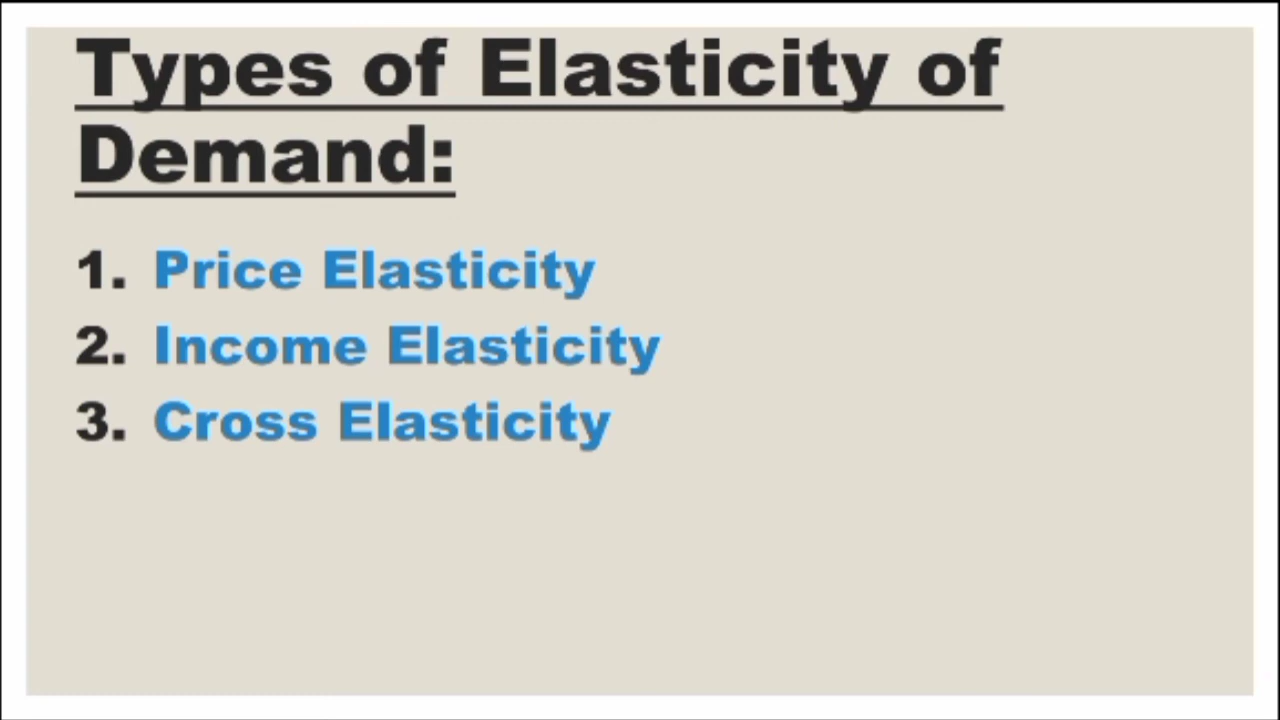 Types of Elasticity of
Demand:
1. Price Elasticity
2. Income Elasticity
3. Cross Elasticity